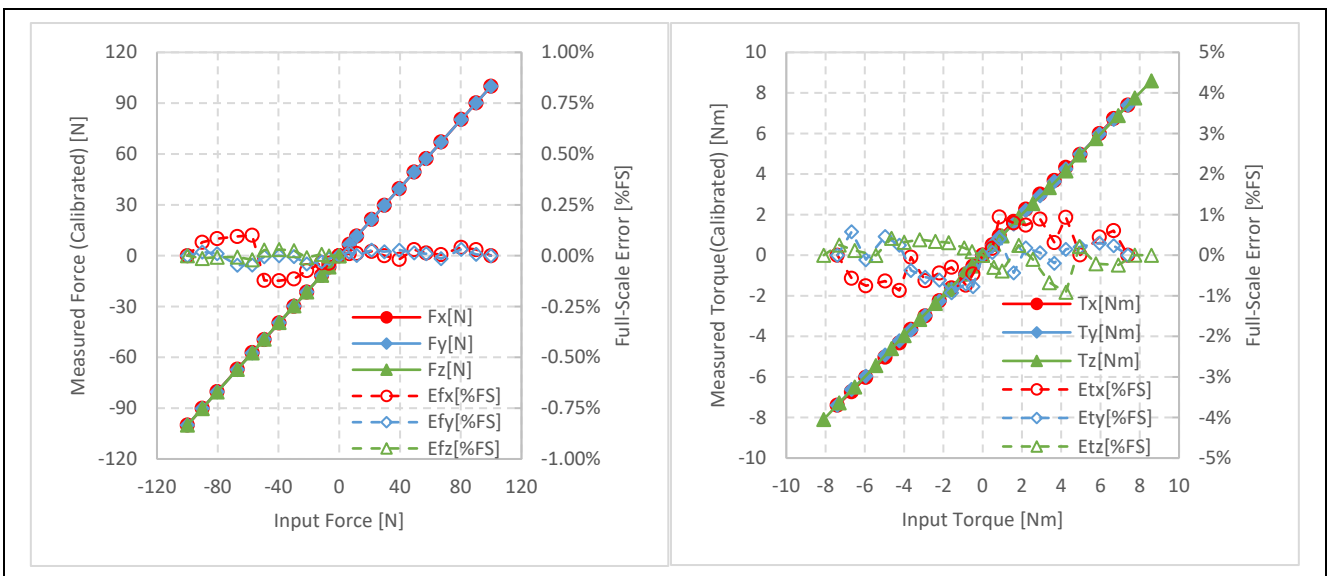 Measured Force (Calibrated) [N]
120
90
60
30
0
-30
-60
-90
-120
1.00%
0.75%
0.50%
0.25%
0.00%
-0.25%
-0.50%
-0.75%
-1.00%
Full-Scale Error [%FS]
Fx[N]
Fy[N]
Fz[N]
Efx[%FS]
Efy[%FS]
Efz[%FS]
-120 -80 -40 0 40 80 120
Input Force [N]
Measured Torque(Calibrated) [Nm]
10
8
6
4
2
0
-2
-4
-6
-8
-10
5%
4%
3%
2%
1%
0%
-1%
-2%
-3%
-4%
-5%
Full-Scale Error [%FS]
Tx[Nm]
Ty[Nm]
Tz[Nm]
Etx[%FS]
Ety[%FS]
Etz[%FS]
-10 -8 -6 -4 -2 0 2 4 6 8 10
Input Torque [Nm]